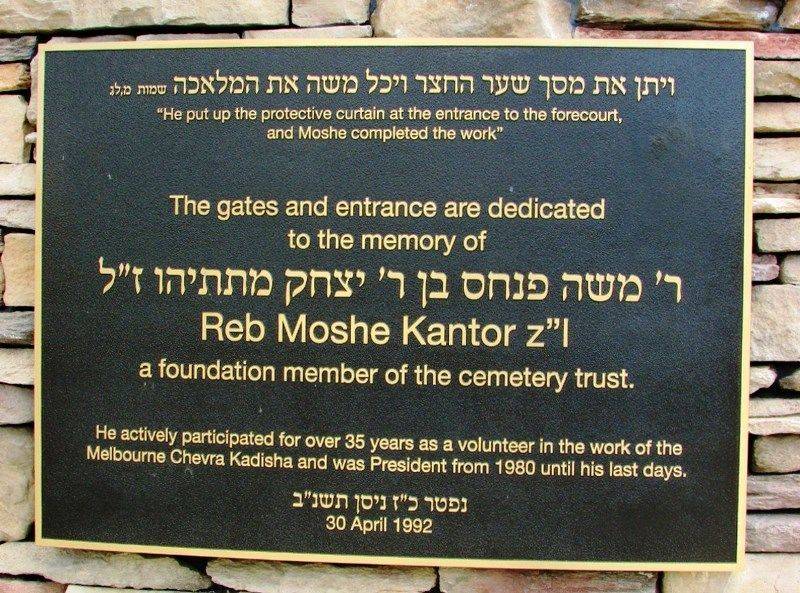 ויתן את מסך שער החצר ויכל משה את המלאכה שמות מ,לג
"He put up the protective curtain at the entrance to the forecourt,
and Moshe completed the work"
The gates and entrance are dedicated
to the memory of
ר' משה פנחס בן ר' יצחק מתתיהו ז"ל
Reb Moshe Kantor z"l
a foundation member of the cemetery trust.
He actively participated for over 35 years as a volunteer in the work of the
Melbourne Chevra Kadisha and was President from 1980 until his last days.
נפטר כ"ז ניסן תשנ"ב
30 April 1992